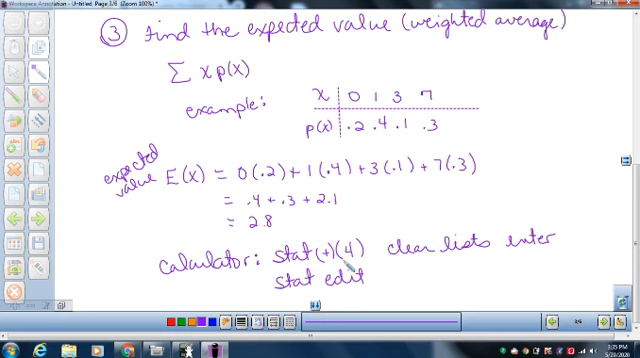 Workspace Annotation - Untitled Page 3/6 (Zoom 100%) *
③ Find the expected value (weighted average)
∑ x p(x)
example:
x 0 1 3 7
p(x) .2 .4 .1 .3
expected value E(x) = 0(.2) + 1(.4) + 3(.1) + 7(.3)
= .4 + .3 + 2.1
= 2.8
calculator: stat (+)(4) clear lists enter
stat edit
3/6
3:35 PM
5/20/2020